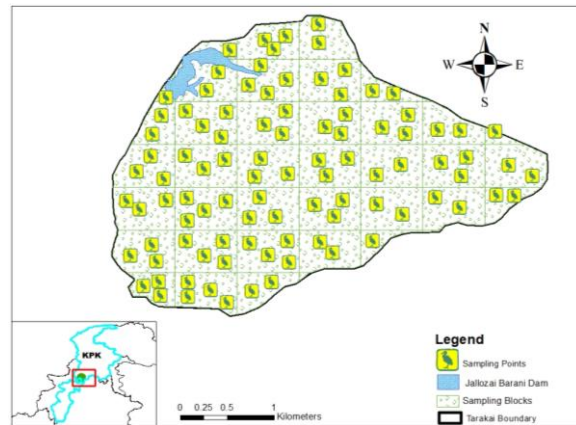 N
W E
S
KPK
Legend
Sampling Points
Jallozai Barani Dam
Sampling Blocks
Tarakai Boundary
0 0.25 0.5 1
Kilometers